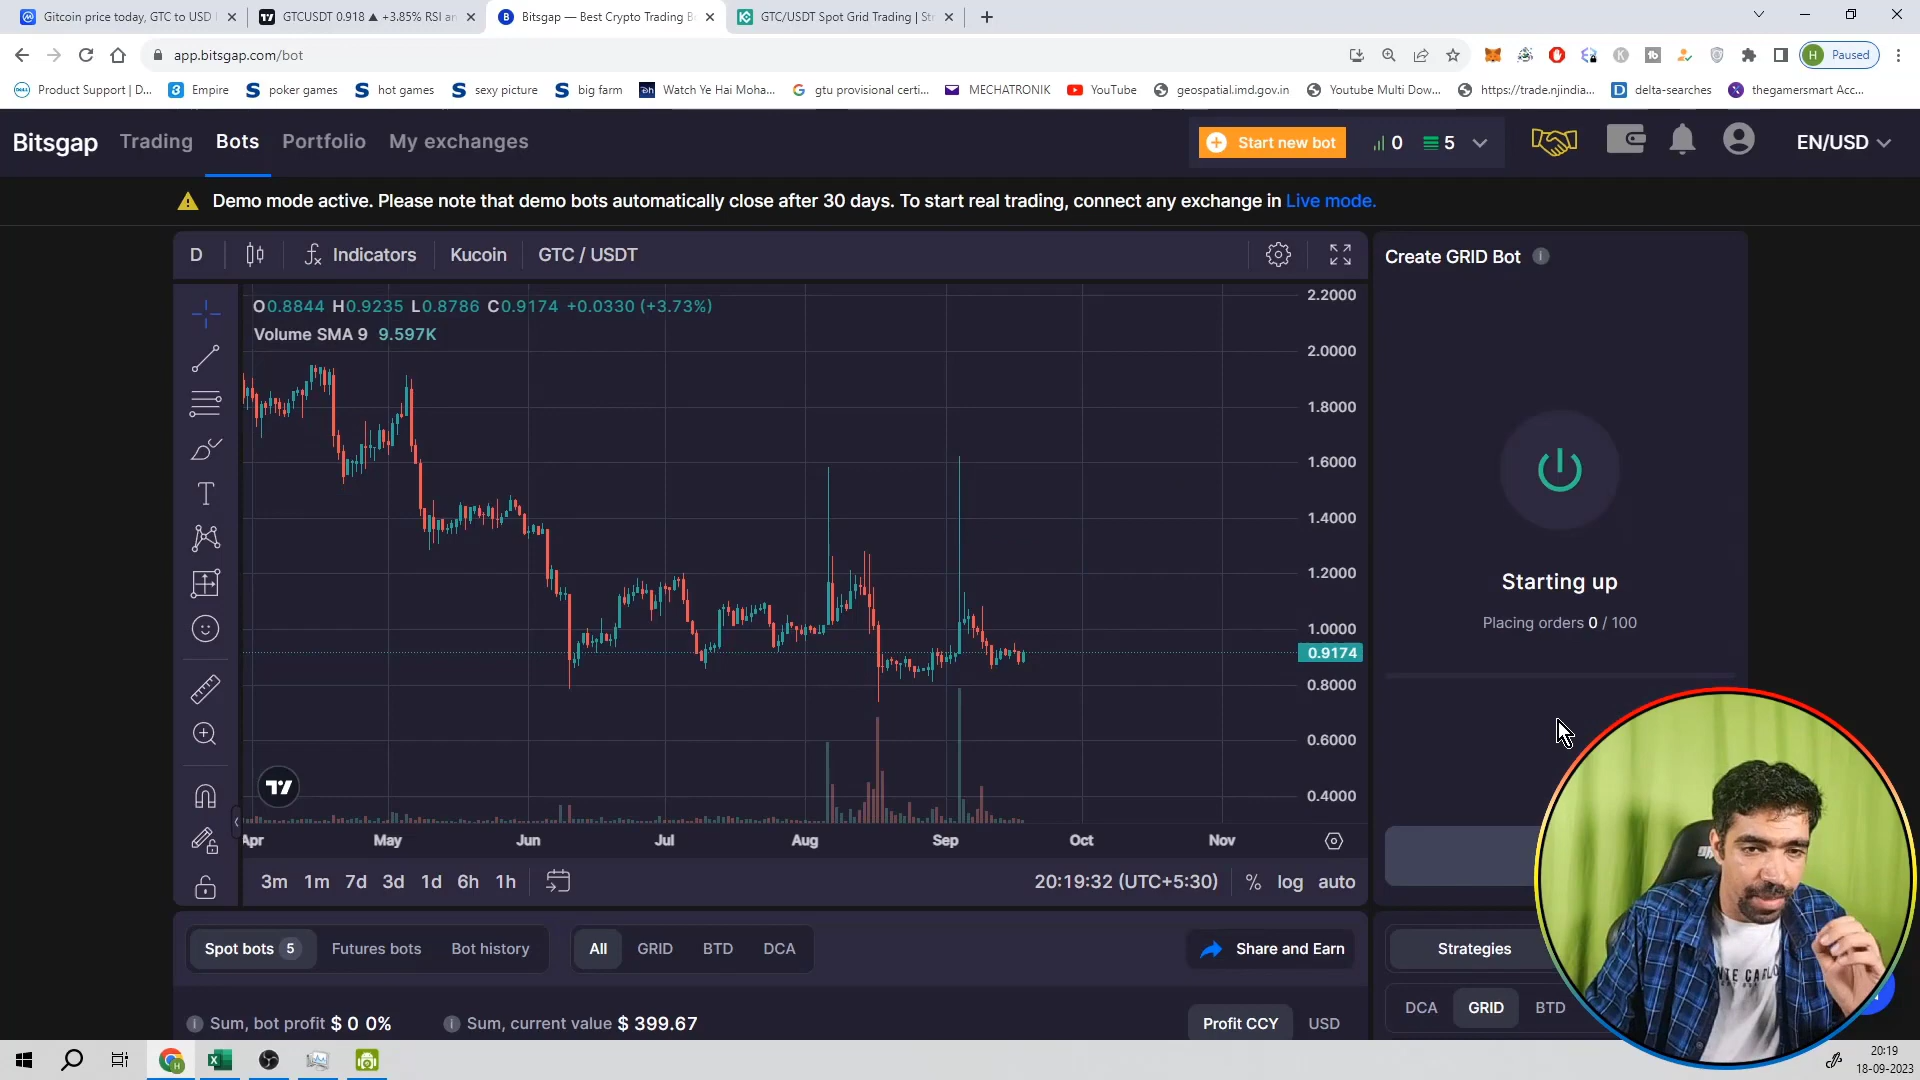 Gitcoin price today, GTC to USD
GTCUSDT 0.918 ▲ +3.85% RSI an
Bitsgap — Best Crypto Trading B
GTC/USDT Spot Grid Trading | Str
app.bitsgap.com/bot
H Paused
Product Support | D...
Empire
poker games
hot games
sexy picture
big farm
Watch Ye Hai Moha...
gtu provisional certi...
MECHATRONIK
YouTube
geospatial.imd.gov.in
Youtube Multi Dow...
https://trade.njindia...
delta-searches
thegamersmart Acc...
Bitsgap
Trading
Bots
Portfolio
My exchanges
Start new bot
0
5
EN/USD
Demo mode active. Please note that demo bots automatically close after 30 days. To start real trading, connect any exchange in Live mode.
D
Indicators
Kucoin
GTC / USDT
Create GRID Bot
O0.8844 H0.9235 L0.8786 C0.9174 +0.0330 (+3.73%)
Volume SMA 9 9.597K
2.2000
2.0000
1.8000
1.6000
1.4000
1.2000
1.0000
0.9174
0.8000
0.6000
0.4000
Starting up
Placing orders 0 / 100
Apr
May
Jun
Jul
Aug
Sep
Oct
Nov
3m 1m 7d 3d 1d 6h 1h
20:19:32 (UTC+5:30)
% log auto
Spot bots 5
Futures bots
Bot history
All
GRID
BTD
DCA
Share and Earn
Strategies
DCA
GRID
BTD
Sum, bot profit $ 0 0%
Sum, current value $ 399.67
Profit CCY
USD
NTE CARLO
20:19
18-09-2023